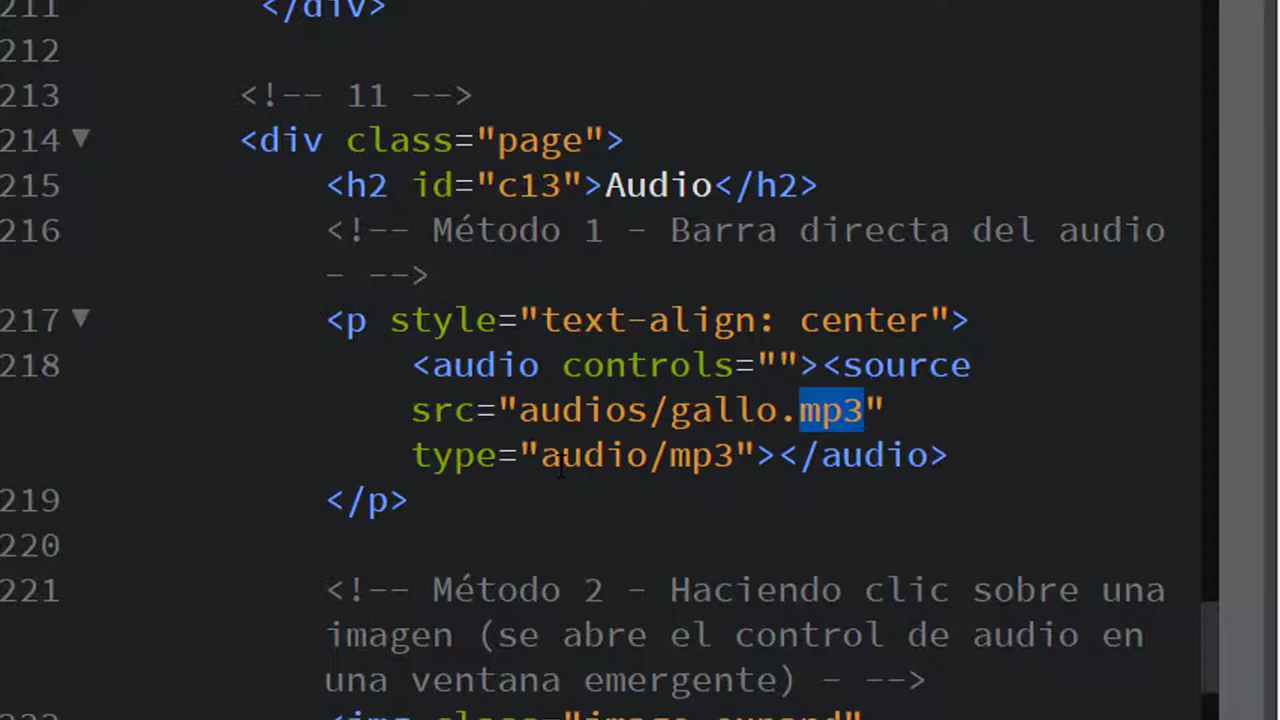 211 </div>
212
213 <!-- 11 -->
214 <div class="page">
215 <h2 id="c13">Audio</h2>
216 <!-- Método 1 - Barra directa del audio
- -->
217 <p style="text-align: center">
218 <audio controls=""><source
src="audios/gallo.mp3"
type="audio/mp3"></audio>
219 </p>
220
221 <!-- Método 2 - Haciendo clic sobre una
imagen (se abre el control de audio en
una ventana emergente) - -->